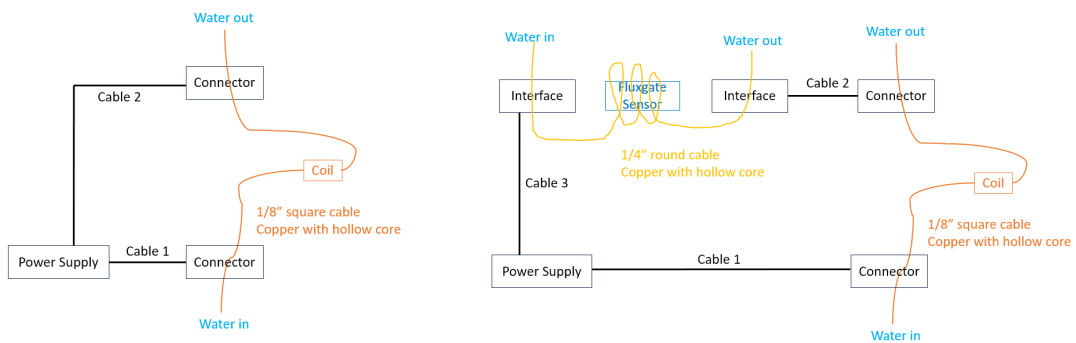 Water out
Connector
Cable 2
Coil
1/8” square cable
Copper with hollow core
Cable 1
Power Supply
Connector
Water in
Water in
Water out
Water out
Interface
Fluxgate
Sensor
Interface
Cable 2
Connector
1/4” round cable
Copper with hollow core
Cable 3
Coil
1/8” square cable
Copper with hollow core
Cable 1
Power Supply
Connector
Water in